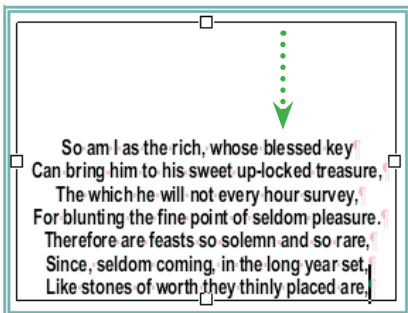 So am I as the rich, whose blessed key
Can bring him to his sweet up-locked treasure,
The which he will not every hour survey,
For blunting the fine point of seldom pleasure.
Therefore are feasts so solemn and so rare,
Since, seldom coming, in the long year set,
Like stones of worth they thinly placed are,